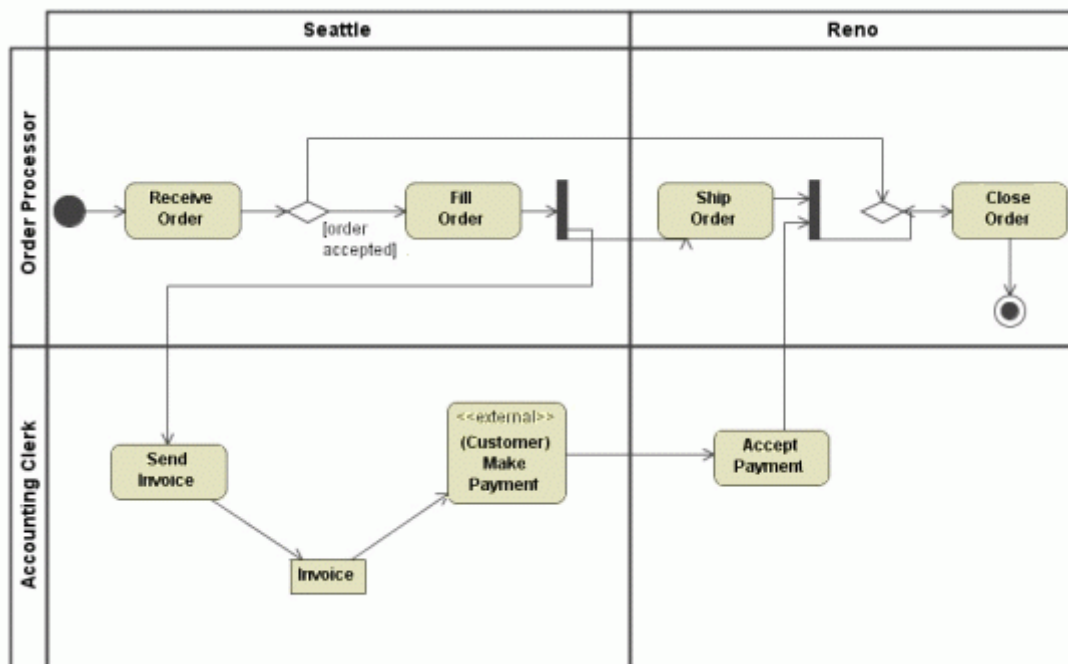 Seattle
Reno
Order Processor
Receive
Order
[order
accepted]
Fill
Order
Ship
Order
Close
Order
Accounting Clerk
Send
Invoice
Invoice
<<external>>
(Customer)
Make
Payment
Accept
Payment